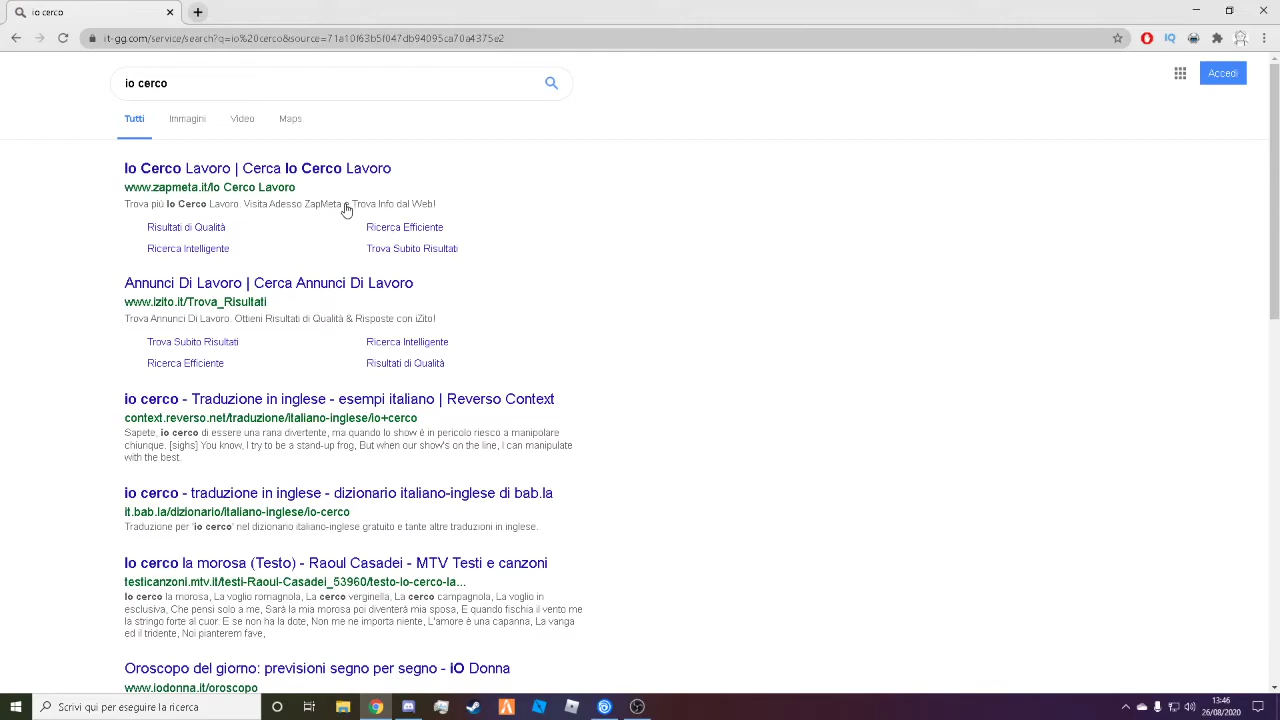 io cerco
it-gg.com/service/search?q=io%20cerco&source=71a10f63b5f047db94095ca70a4375e2
io cerco
Accedi
Tutti Immagini Video Maps
Io Cerco Lavoro | Cerca Io Cerco Lavoro
www.zapmeta.it/Io Cerco Lavoro
Trova più Io Cerco Lavoro. Visita Adesso ZapMeta & Trova Info dal Web!
Risultati di Qualità Ricerca Efficiente
Ricerca Intelligente Trova Subito Risultati
Annunci Di Lavoro | Cerca Annunci Di Lavoro
www.izito.it/Trova_Risultati
Trova Annunci Di Lavoro. Ottieni Risultati di Qualità & Risposte con iZito!
Trova Subito Risultati Ricerca Intelligente
Ricerca Efficiente Risultati di Qualità
io cerco - Traduzione in inglese - esempi italiano | Reverso Context
context.reverso.net/traduzione/italiano-inglese/io+cerco
Sapete, io cerco di essere una rana divertente, ma quando lo show è in pericolo riesco a manipolare
chiunque. [sighs] You know, I try to be a stand-up frog, But when our show's on the line, I can manipulate
with the best.
io cerco - traduzione in inglese - dizionario italiano-inglese di bab.la
it.bab.la/dizionario/italiano-inglese/io-cerco
Traduzione per 'io cerco' nel dizionario italiano-inglese gratuito e tante altre traduzioni in inglese.
Io cerco la morosa (Testo) - Raoul Casadei - MTV Testi e canzoni
testicanzoni.mtv.it/testi-Raoul-Casadei_53960/testo-Io-cerco-la...
Io cerco la morosa, La voglio romagnola, La cerco verginella, La cerco campagnola, La voglio in
esclusiva, Che pensi solo a me, Sarà la mia morosa poi diventerà mia sposa, E quando fischia il vento me
la stringo forte al cuor. E se non ha la dote, Non me ne importa niente, L'amore è una capanna, La vanga
ed il tridente, Noi pianterem fave,
Oroscopo del giorno: previsioni segno per segno - iO Donna
www.iodonna.it/oroscopo
Scrivi qui per eseguire la ricerca
13:46
26/08/2020